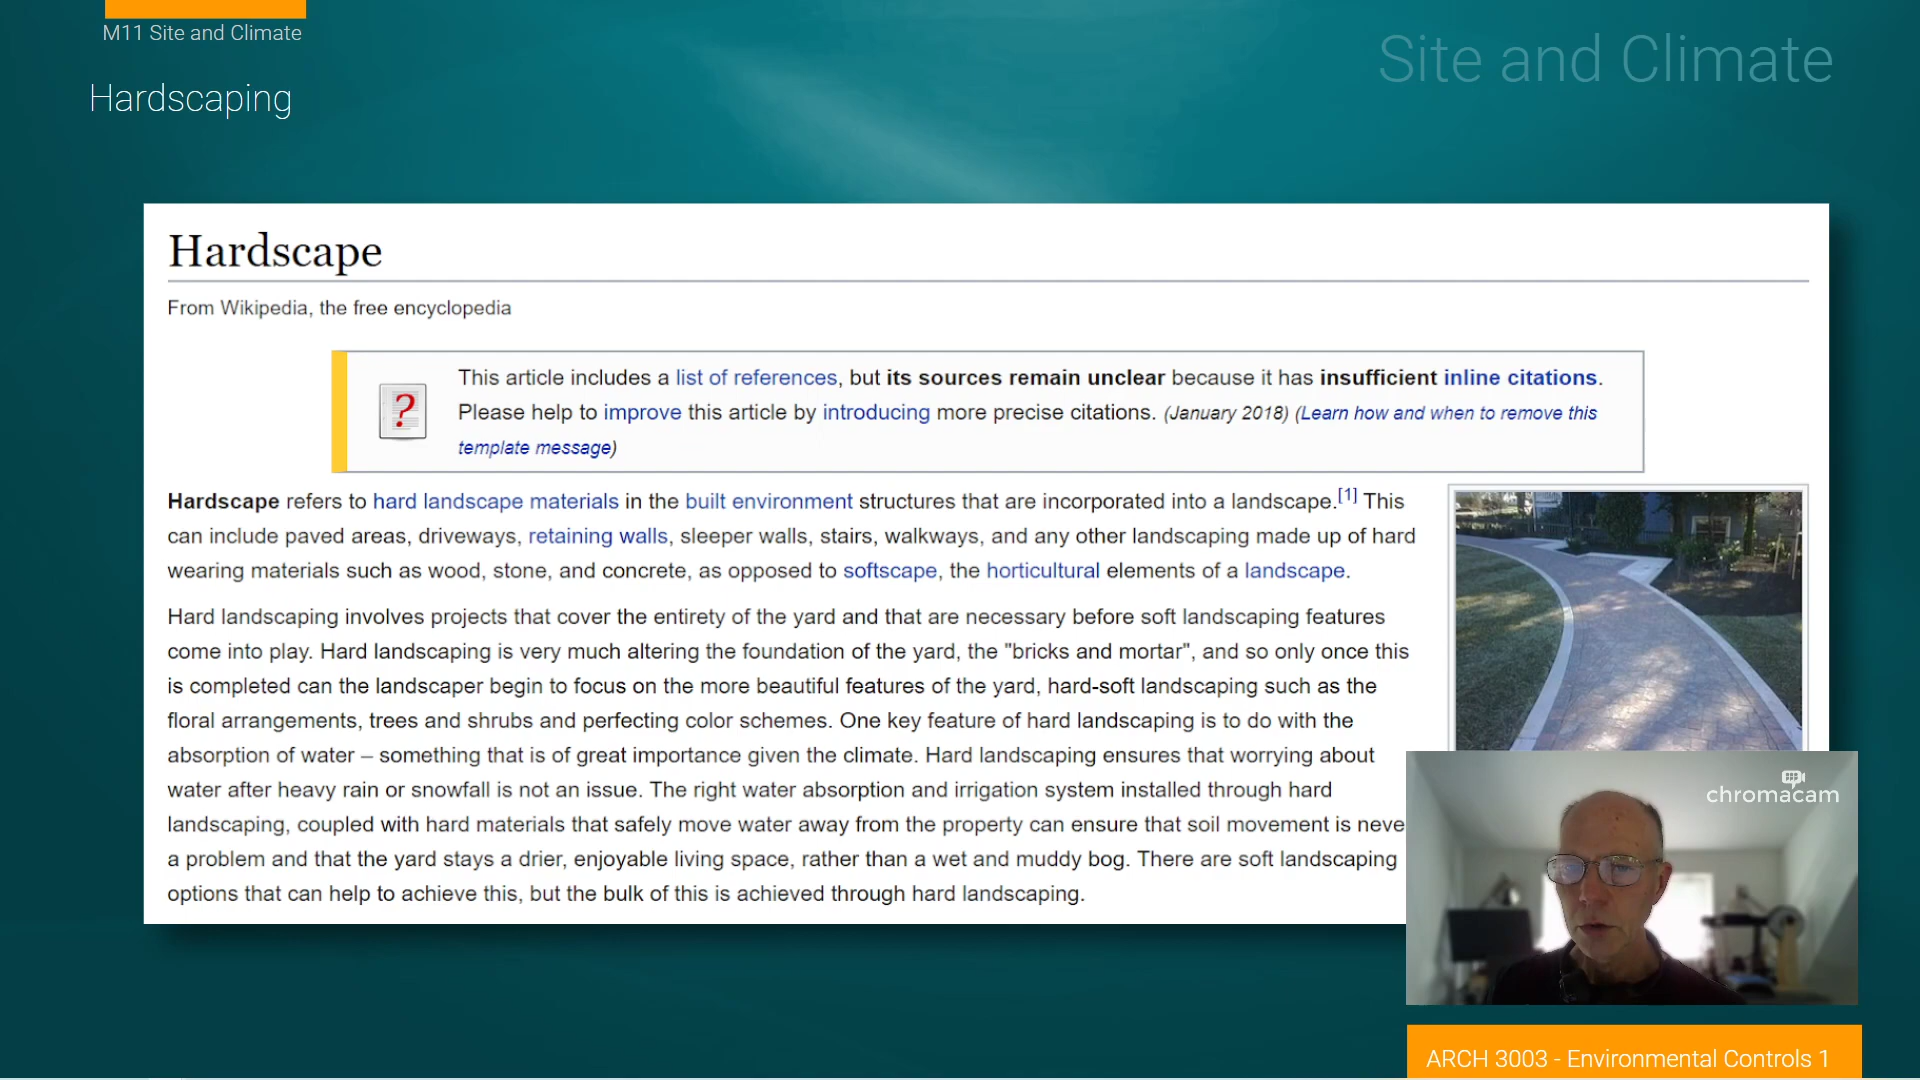 M11 Site and Climate
Site and Climate
Hardscaping
Hardscape
From Wikipedia, the free encyclopedia
This article includes a list of references, but its sources remain unclear because it has insufficient inline citations.
Please help to improve this article by introducing more precise citations. (January 2018) (Learn how and when to remove this
template message)
Hardscape refers to hard landscape materials in the built environment structures that are incorporated into a landscape.[1] This
can include paved areas, driveways, retaining walls, sleeper walls, stairs, walkways, and any other landscaping made up of hard
wearing materials such as wood, stone, and concrete, as opposed to softscape, the horticultural elements of a landscape.
Hard landscaping involves projects that cover the entirety of the yard and that are necessary before soft landscaping features
come into play. Hard landscaping is very much altering the foundation of the yard, the "bricks and mortar", and so only once this
is completed can the landscaper begin to focus on the more beautiful features of the yard, hard-soft landscaping such as the
floral arrangements, trees and shrubs and perfecting color schemes. One key feature of hard landscaping is to do with the
absorption of water – something that is of great importance given the climate. Hard landscaping ensures that worrying about
water after heavy rain or snowfall is not an issue. The right water absorption and irrigation system installed through hard
landscaping, coupled with hard materials that safely move water away from the property can ensure that soil movement is neve
a problem and that the yard stays a drier, enjoyable living space, rather than a wet and muddy bog. There are soft landscaping
options that can help to achieve this, but the bulk of this is achieved through hard landscaping.
chromacam
ARCH 3003 - Environmental Controls 1